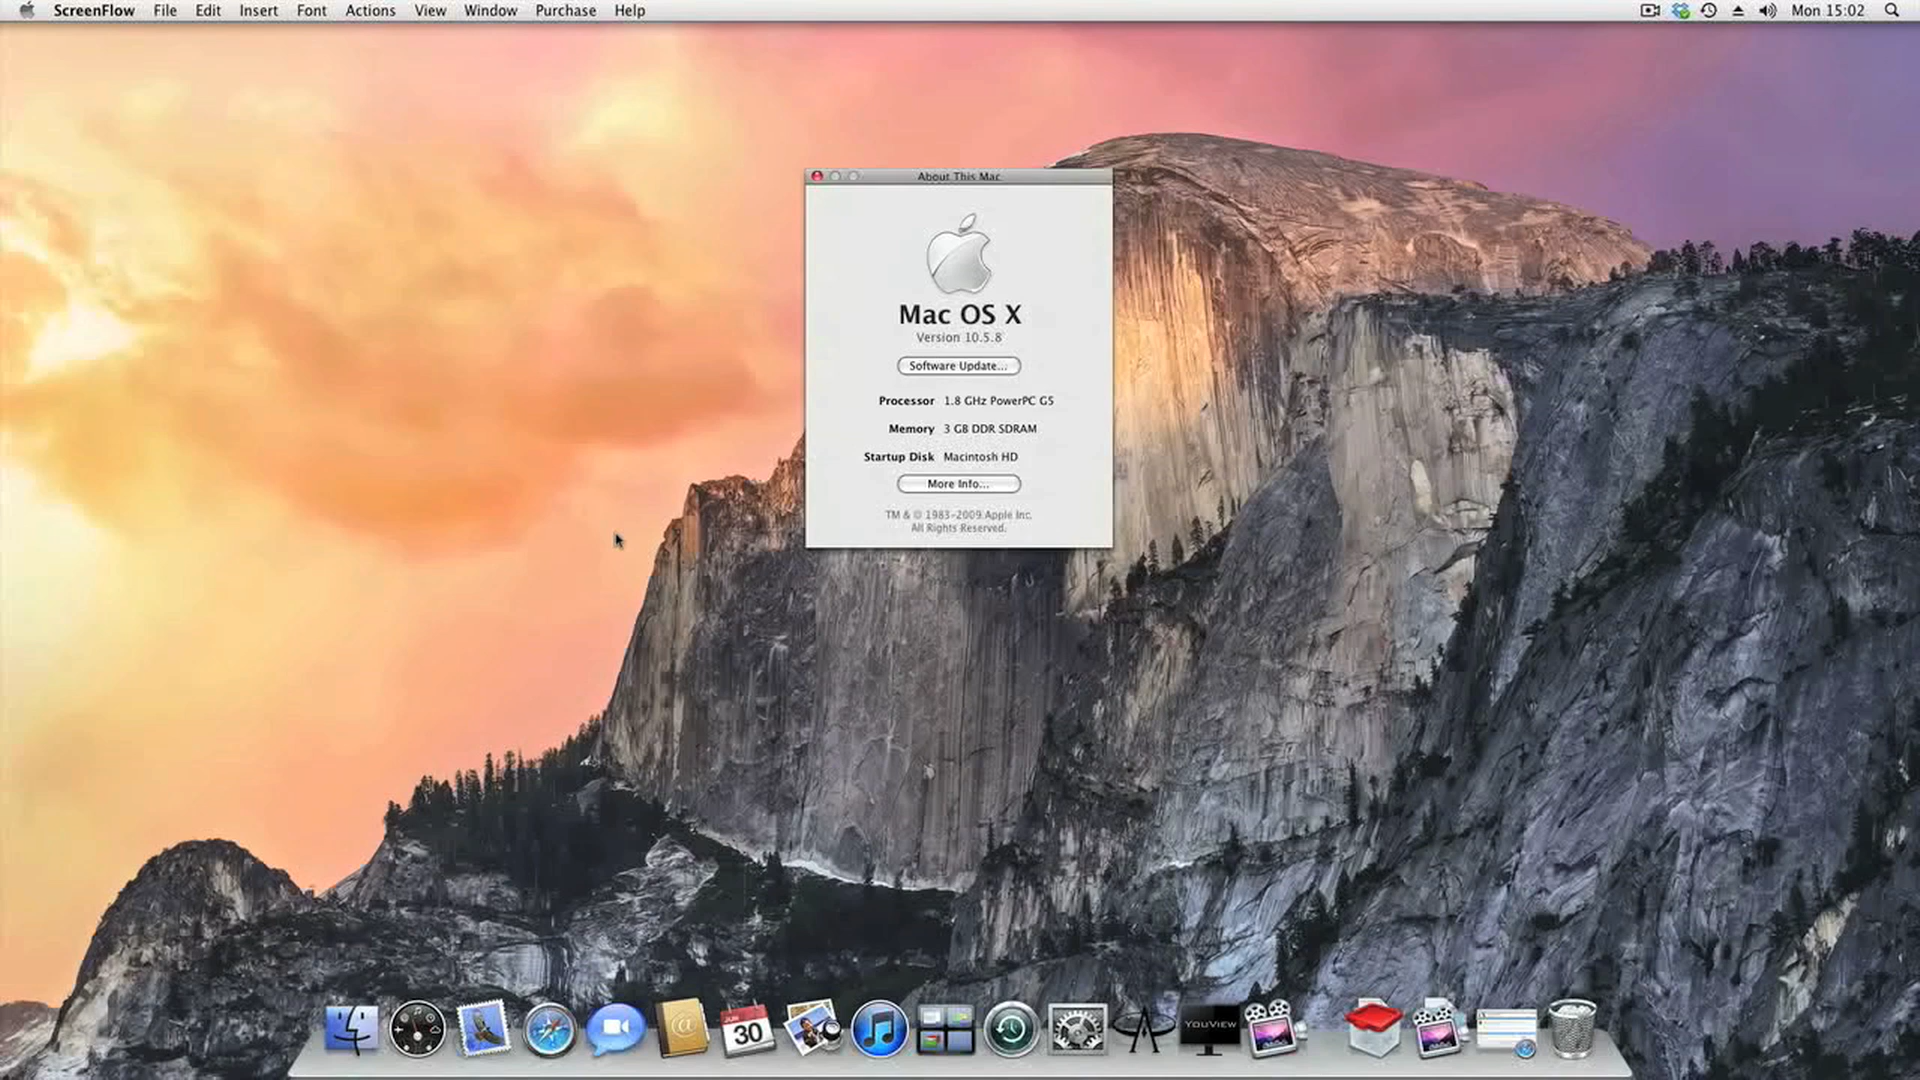 ScreenFlow File Edit Insert Font Actions View Window Purchase Help Mon 15:02
About This Mac
Mac OS X
Version 10.5.8
Software Update...
Processor 1.8 GHz PowerPC G5
Memory 3 GB DDR SDRAM
Startup Disk Macintosh HD
More Info...
TM & © 1983-2009 Apple Inc.
All Rights Reserved.
JUN
30
@
YOUVIEW